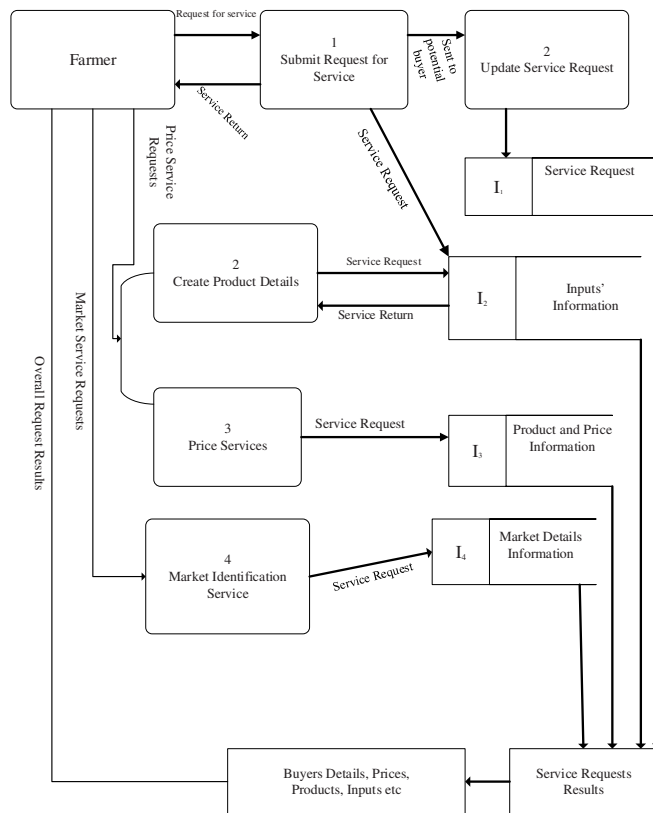 Request for service
1
Submit Request for
Service
Farmer
Sent to
potential
buyer
2
Update Service Request
Service Return
Price Service
Requests
Service Request
I₁
Service Request
2
Create Product Details
Service Request
Service Return
I₂
Inputs'
Information
Market Service Requests
Overall Request Results
3
Price Services
Service Request
I₃
Product and Price
Information
4
Market Identification
Service
Service Request
I₄
Market Details
Information
Buyers Details, Prices,
Products, Inputs etc
Service Requests
Results